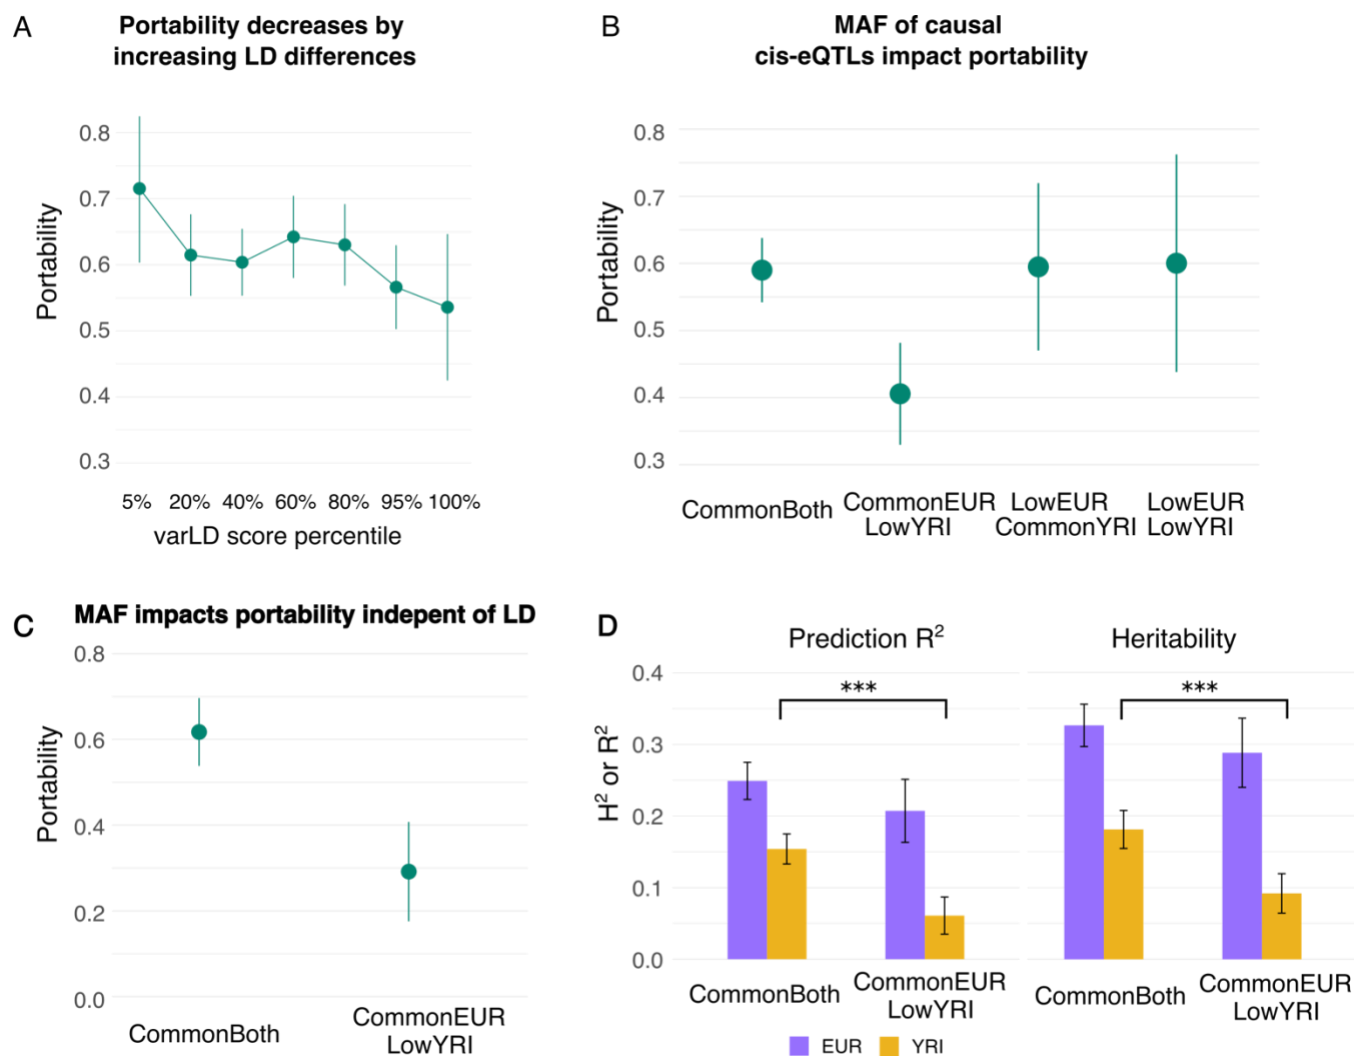 A
Portability decreases by
increasing LD differences
Portability
0.8
0.7
0.6
0.5
0.4
0.3
5% 20% 40% 60% 80% 95% 100%
varLD score percentile
B
MAF of causal
cis-eQTLs impact portability
Portability
0.8
0.7
0.6
0.5
0.4
0.3
CommonBoth
CommonEUR
LowYRI
LowEUR
CommonYRI
LowEUR
LowYRI
C
MAF impacts portability indepent of LD
Portability
0.8
0.6
0.4
0.2
0.0
CommonBoth
CommonEUR
LowYRI
D
Prediction R²
Heritability
H² or R²
0.4
0.3
0.2
0.1
0.0
***
***
CommonBoth
CommonEUR
LowYRI
CommonBoth
CommonEUR
LowYRI
EUR YRI